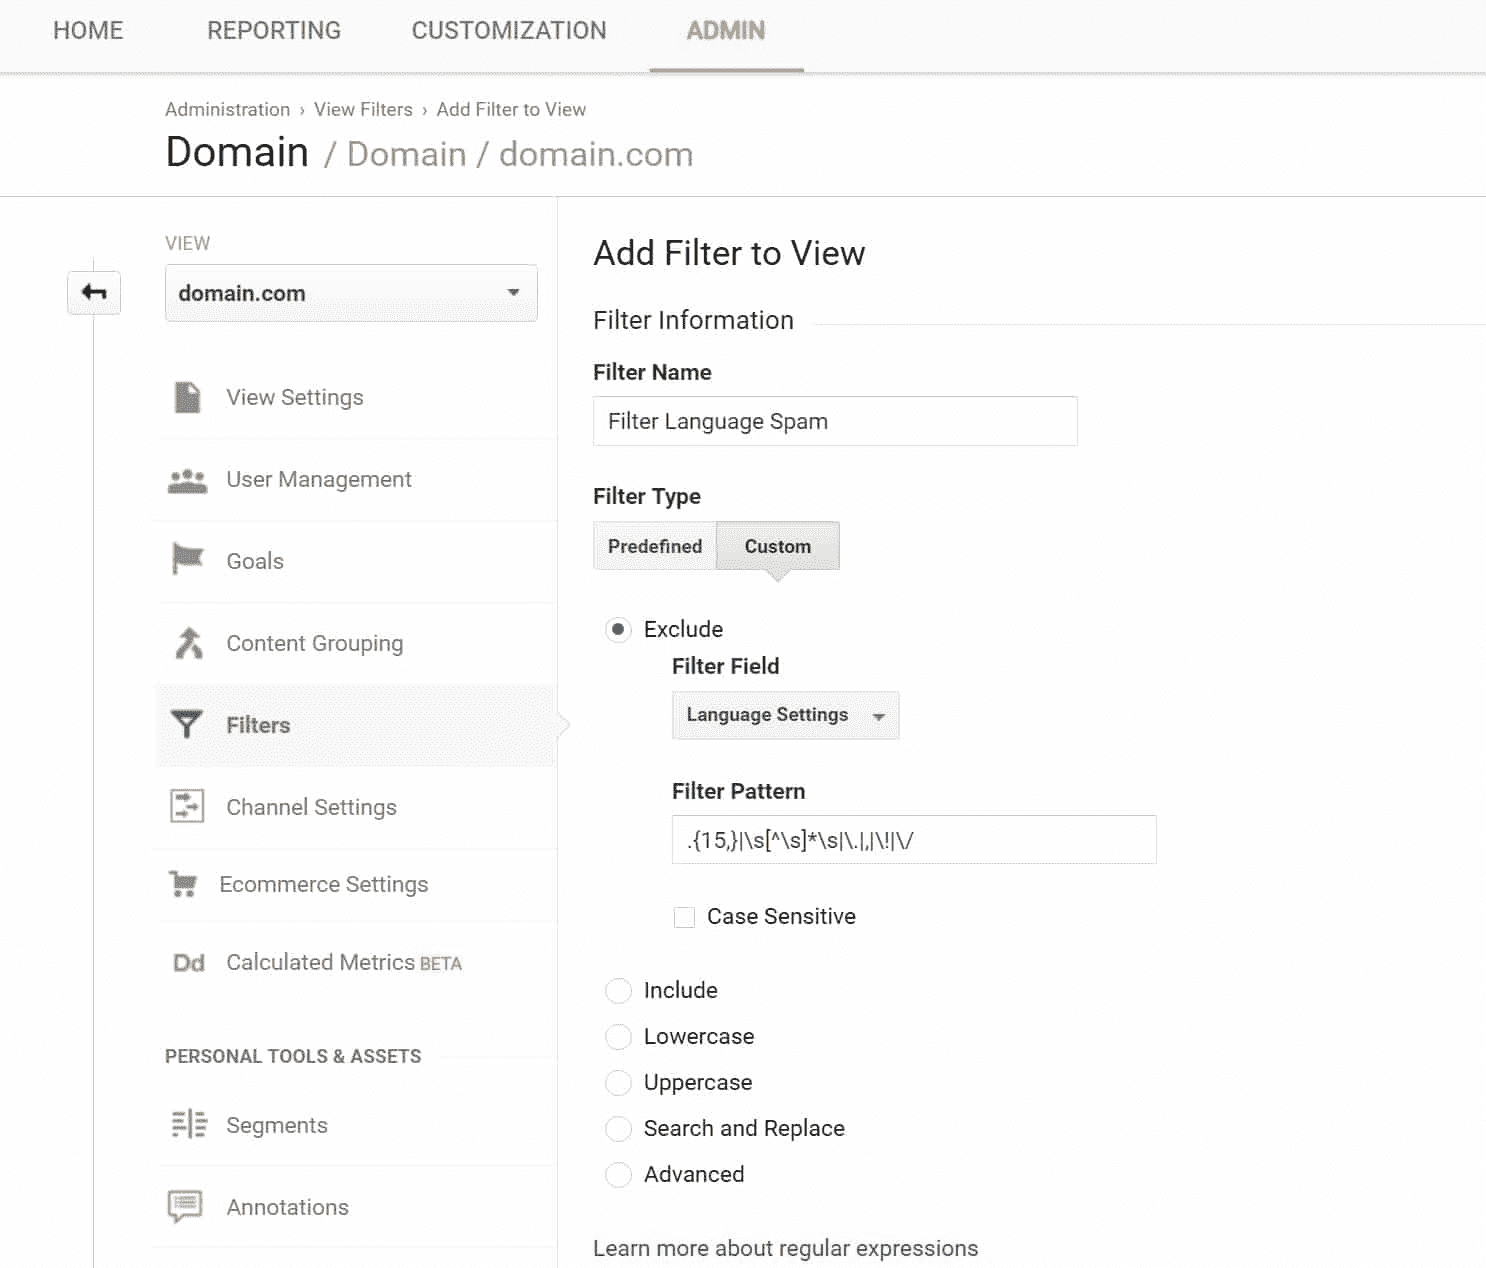 HOME REPORTING CUSTOMIZATION ADMIN
Administration › View Filters › Add Filter to View
Domain / Domain / domain.com
VIEW
domain.com
View Settings
User Management
Goals
Content Grouping
Filters
Channel Settings
Ecommerce Settings
Dd Calculated Metrics BETA
PERSONAL TOOLS & ASSETS
Segments
Annotations
Add Filter to View
Filter Information
Filter Name
Filter Language Spam
Filter Type
Predefined Custom
Exclude
Filter Field
Language Settings
Filter Pattern
.{15,}|\s[^\s]*\s|\.|,|\!|\/
Case Sensitive
Include
Lowercase
Uppercase
Search and Replace
Advanced
Learn more about regular expressions